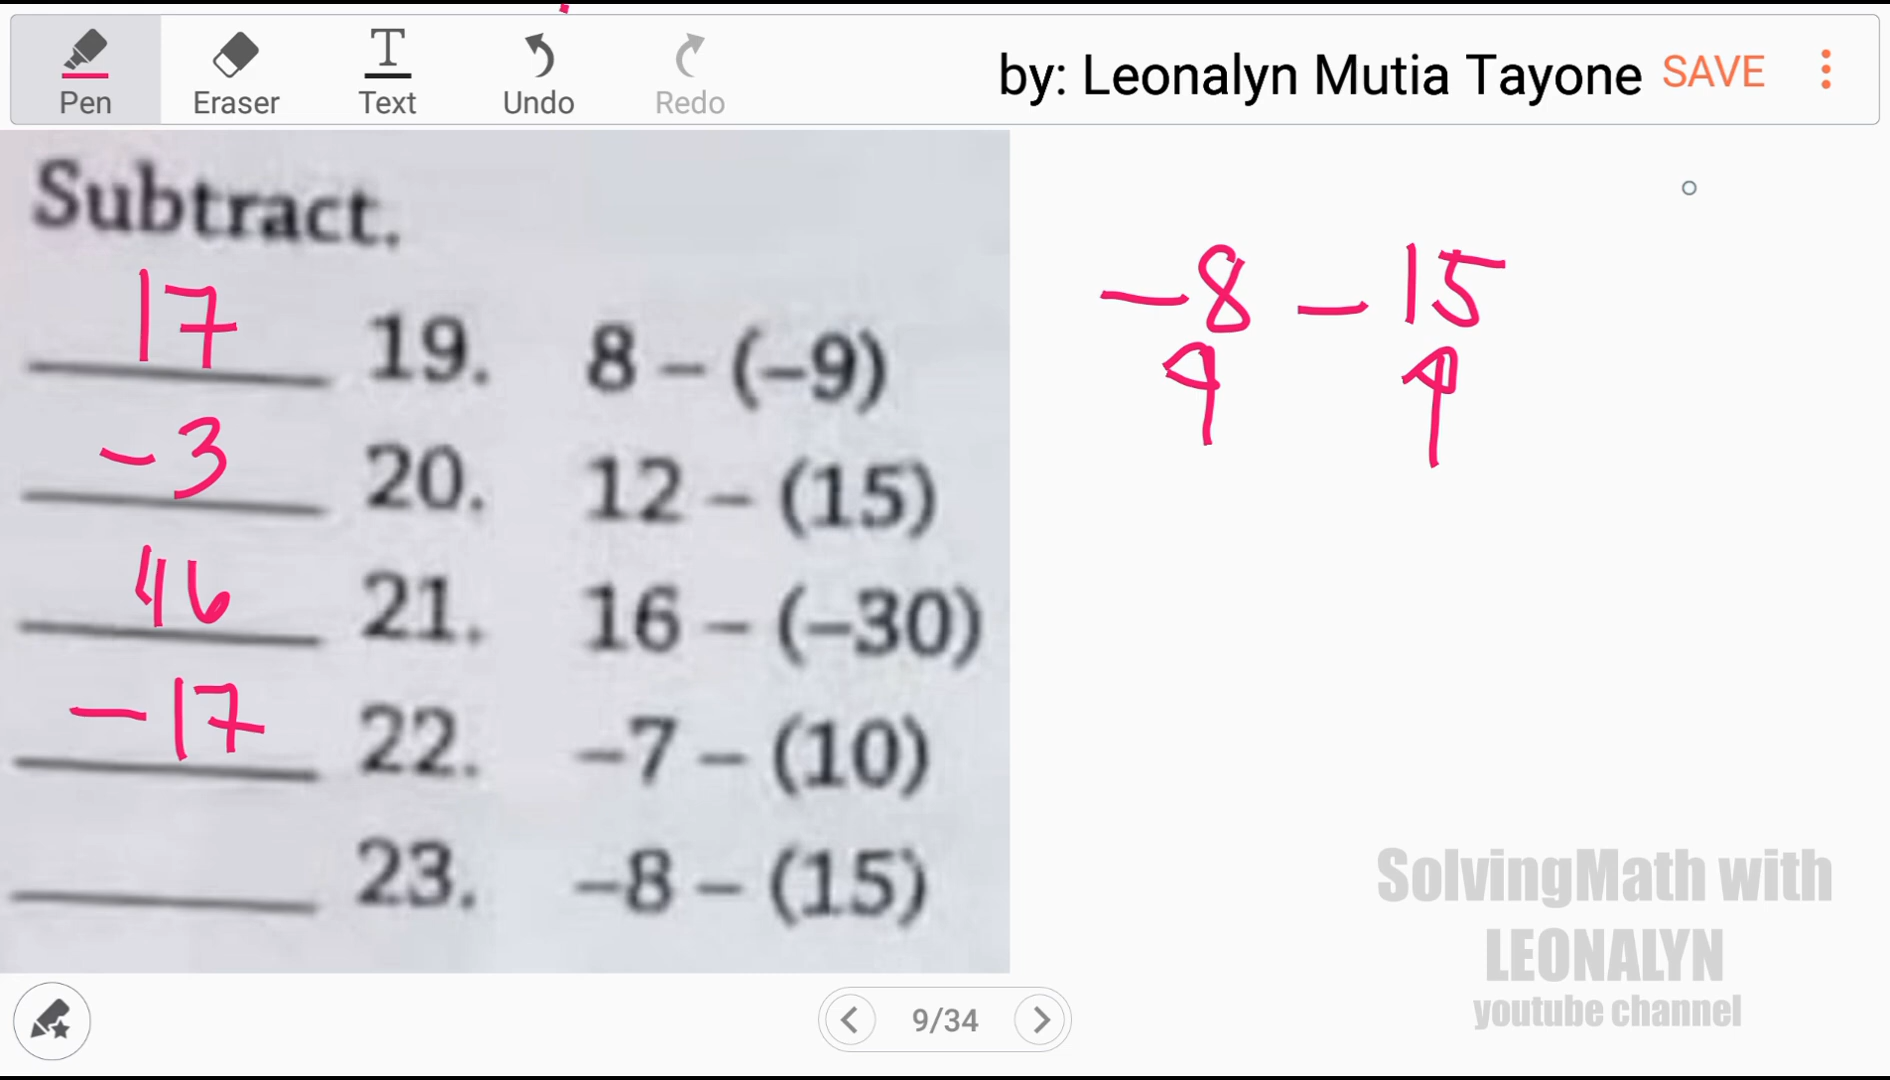 Pen
Eraser
T
Text
Undo
Redo
by: Leonalyn Mutia Tayone
SAVE
Subtract.
17 19. 8 – (–9)
-3 20. 12 – (15)
46 21. 16 – (–30)
-17 22. –7 – (10)
23. –8 – (15)
-8 - 15
SolvingMath with
LEONALYN
youtube channel
9/34